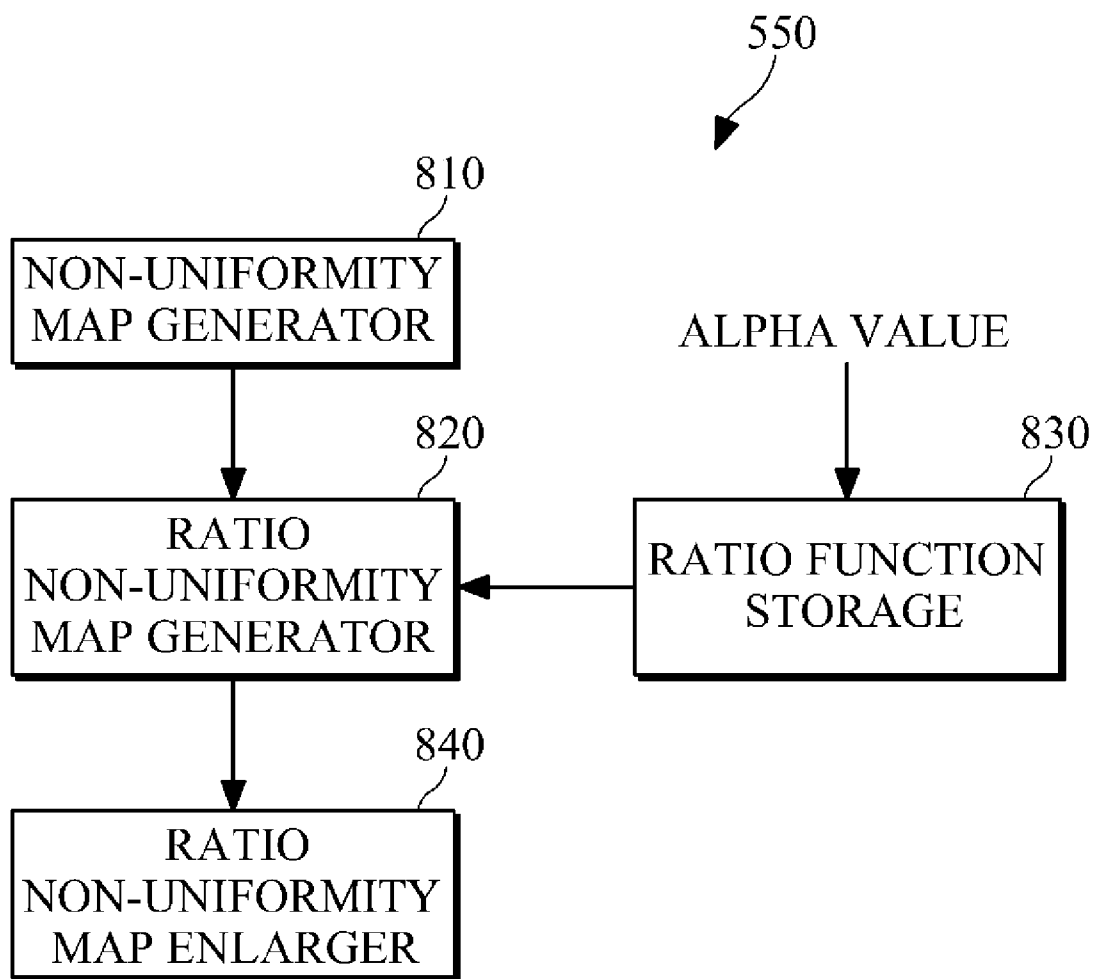 550
810
NON-UNIFORMITY
MAP GENERATOR
ALPHA VALUE
820
RATIO
NON-UNIFORMITY
MAP GENERATOR
830
RATIO FUNCTION
STORAGE
840
RATIO
NON-UNIFORMITY
MAP ENLARGER